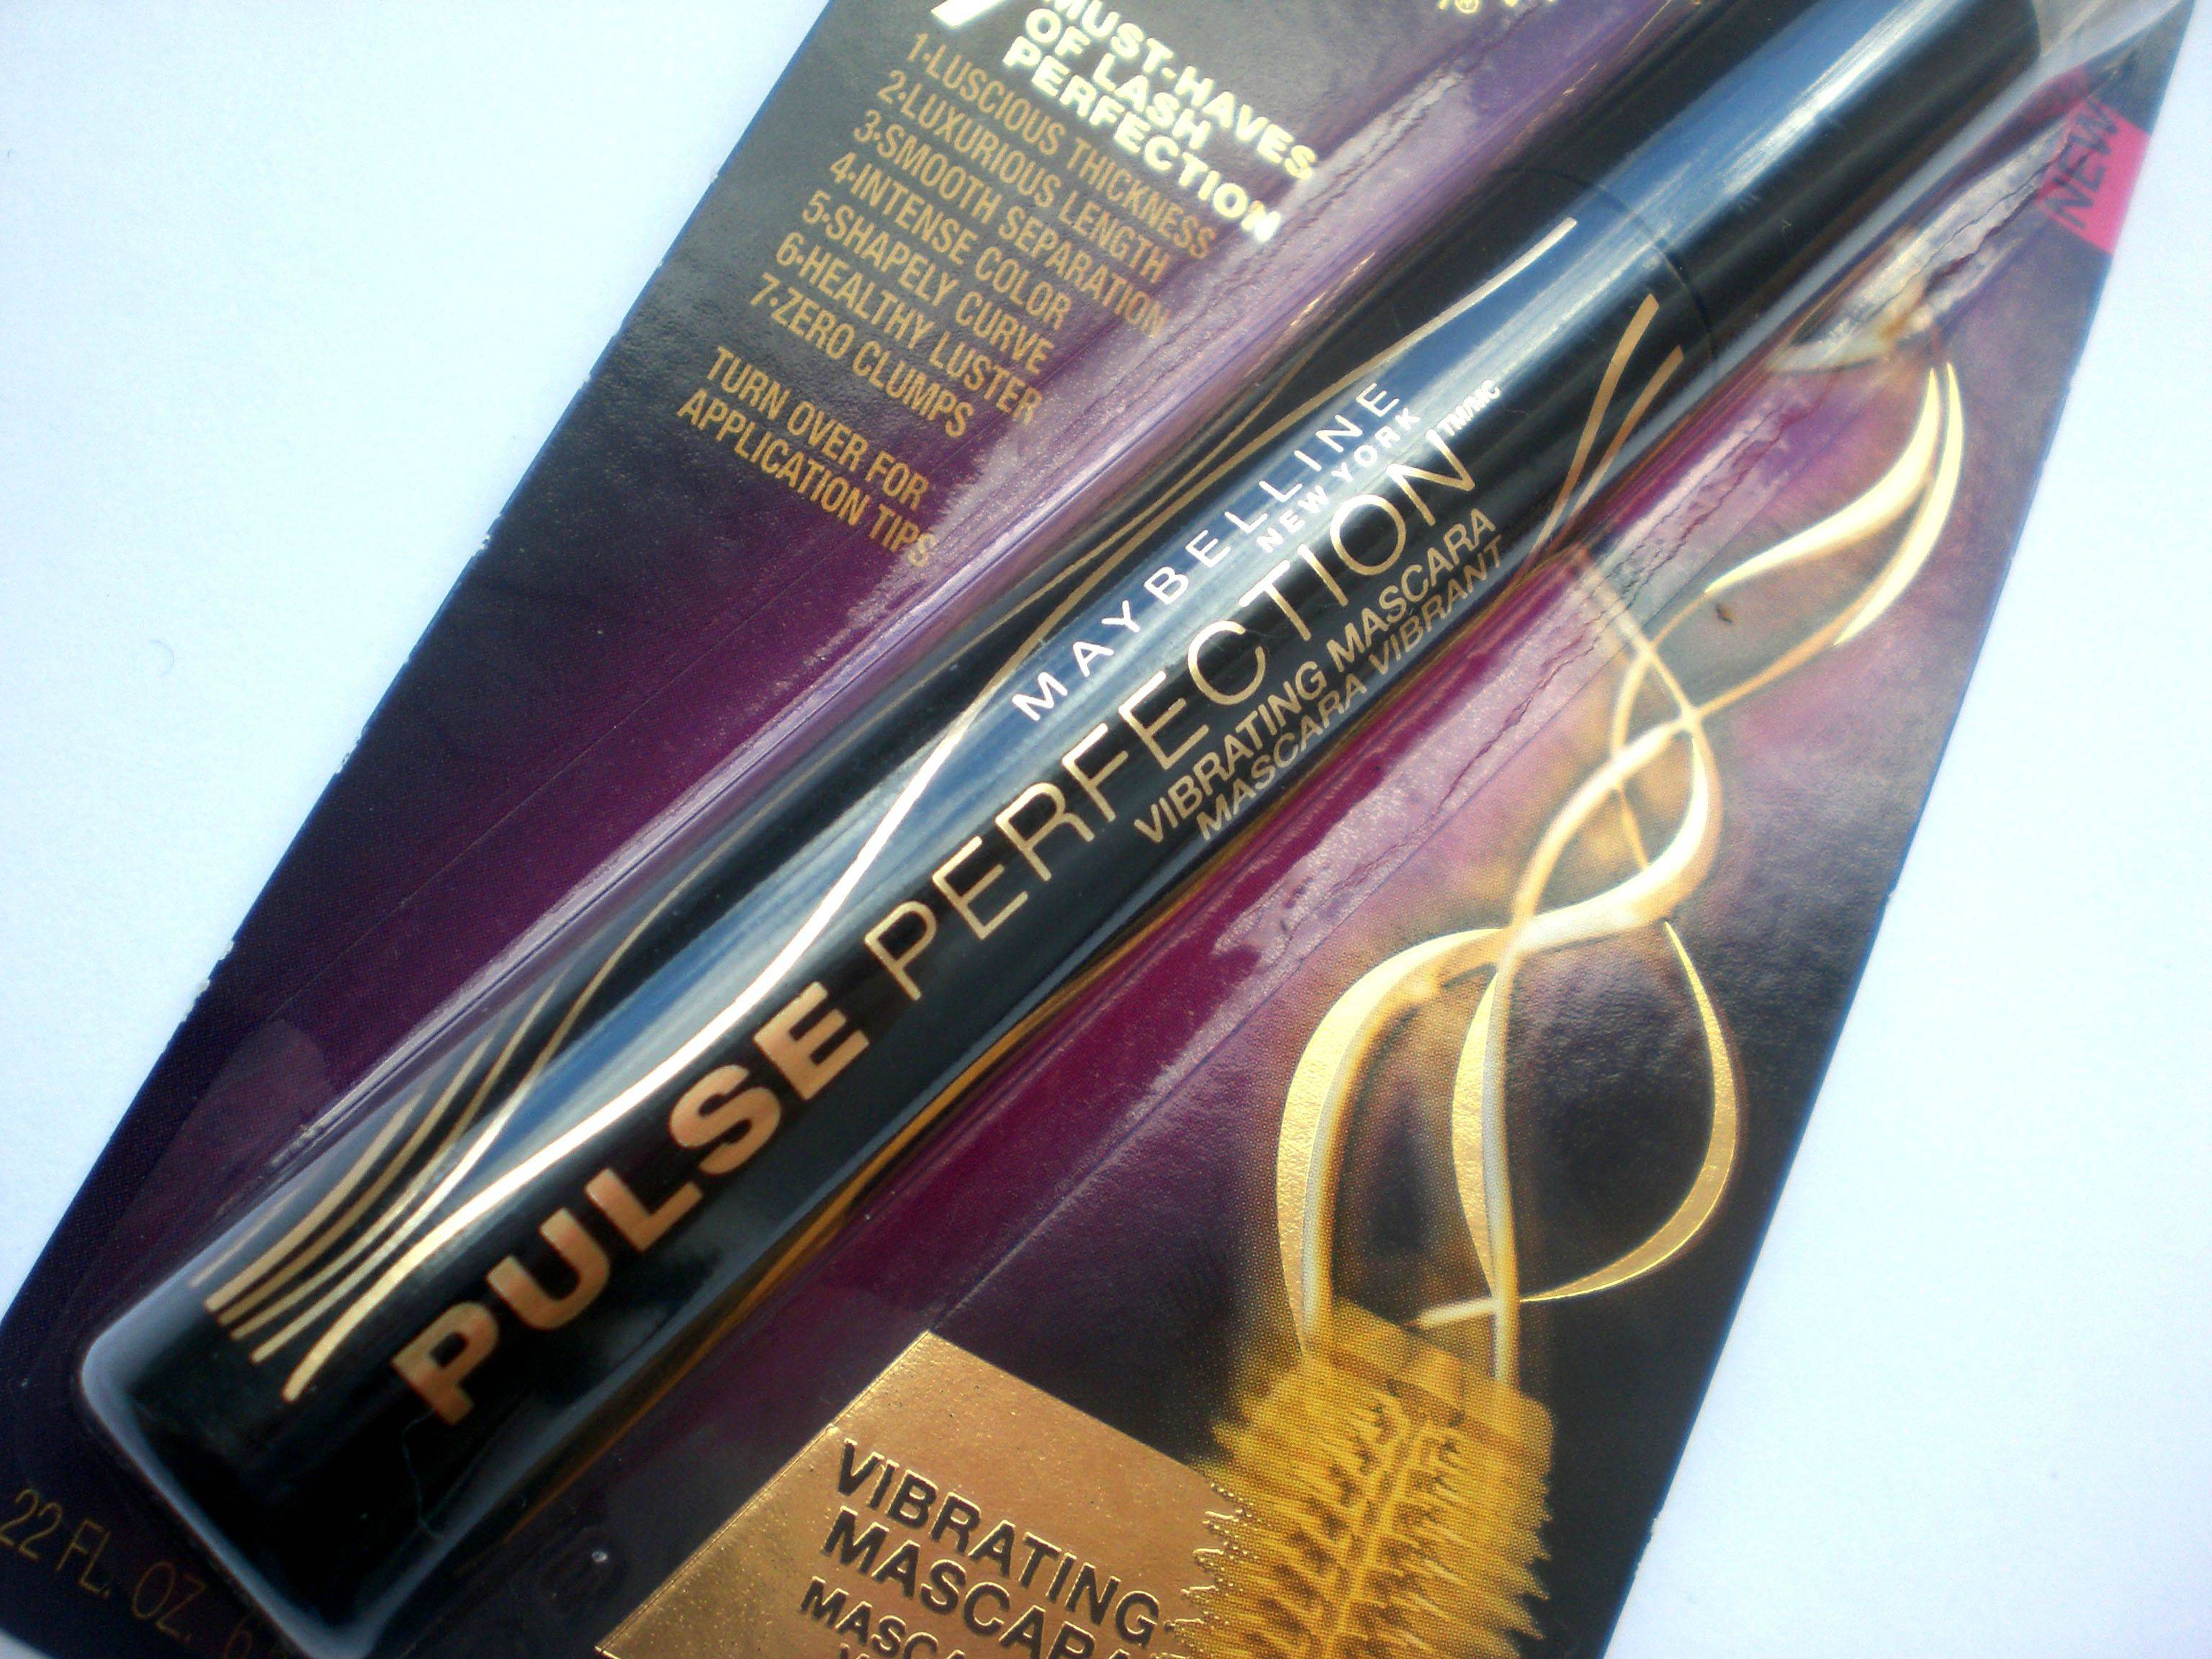 7 MUST-HAVES
OF LASH
PERFECTION
1•LUSCIOUS THICKNESS
2•LUXURIOUS LENGTH
3•SMOOTH SEPARATION
4•INTENSE COLOR
5•SHAPELY CURVE
6•HEALTHY LUSTER
7•ZERO CLUMPS
TURN OVER FOR
APPLICATION TIPS
NEW
MAYBELLINE
NEW YORK
PULSE PERFECTION TM/MC
VIBRATING MASCARA
MASCARA VIBRANT
VIBRATING
MASCARA
22 FL. OZ. 6